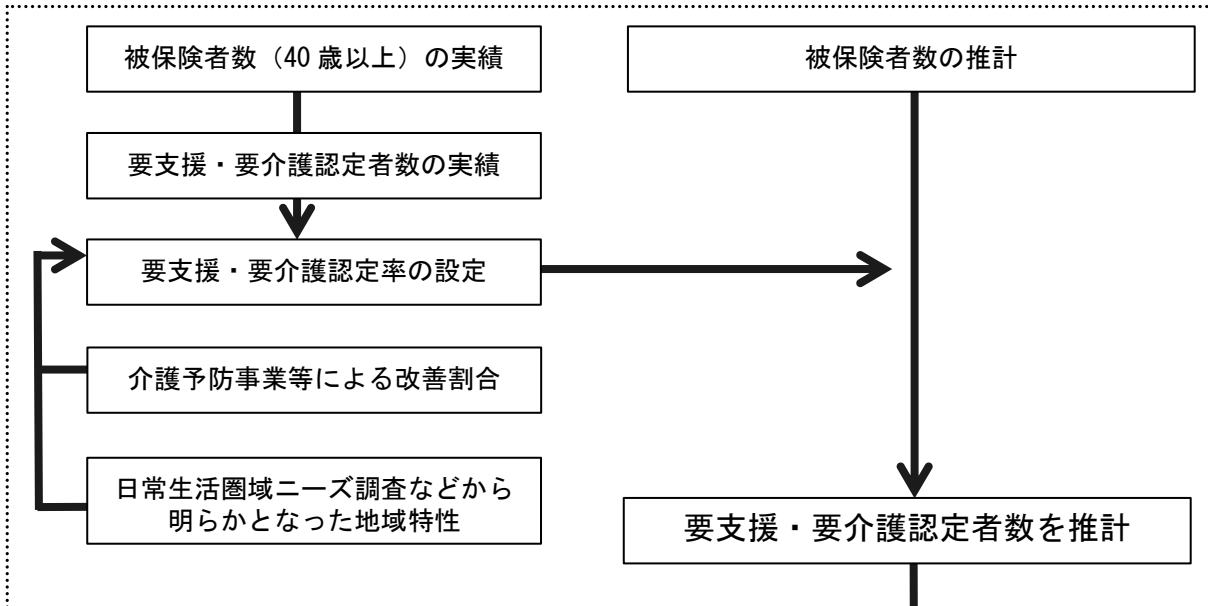 被保険者数（40歳以上）の実績
被保険者数の推計
要支援・要介護認定者数の実績
要支援・要介護認定率の設定
介護予防事業等による改善割合
日常生活圏域ニーズ調査などから
明らかとなった地域特性
要支援・要介護認定者数を推計